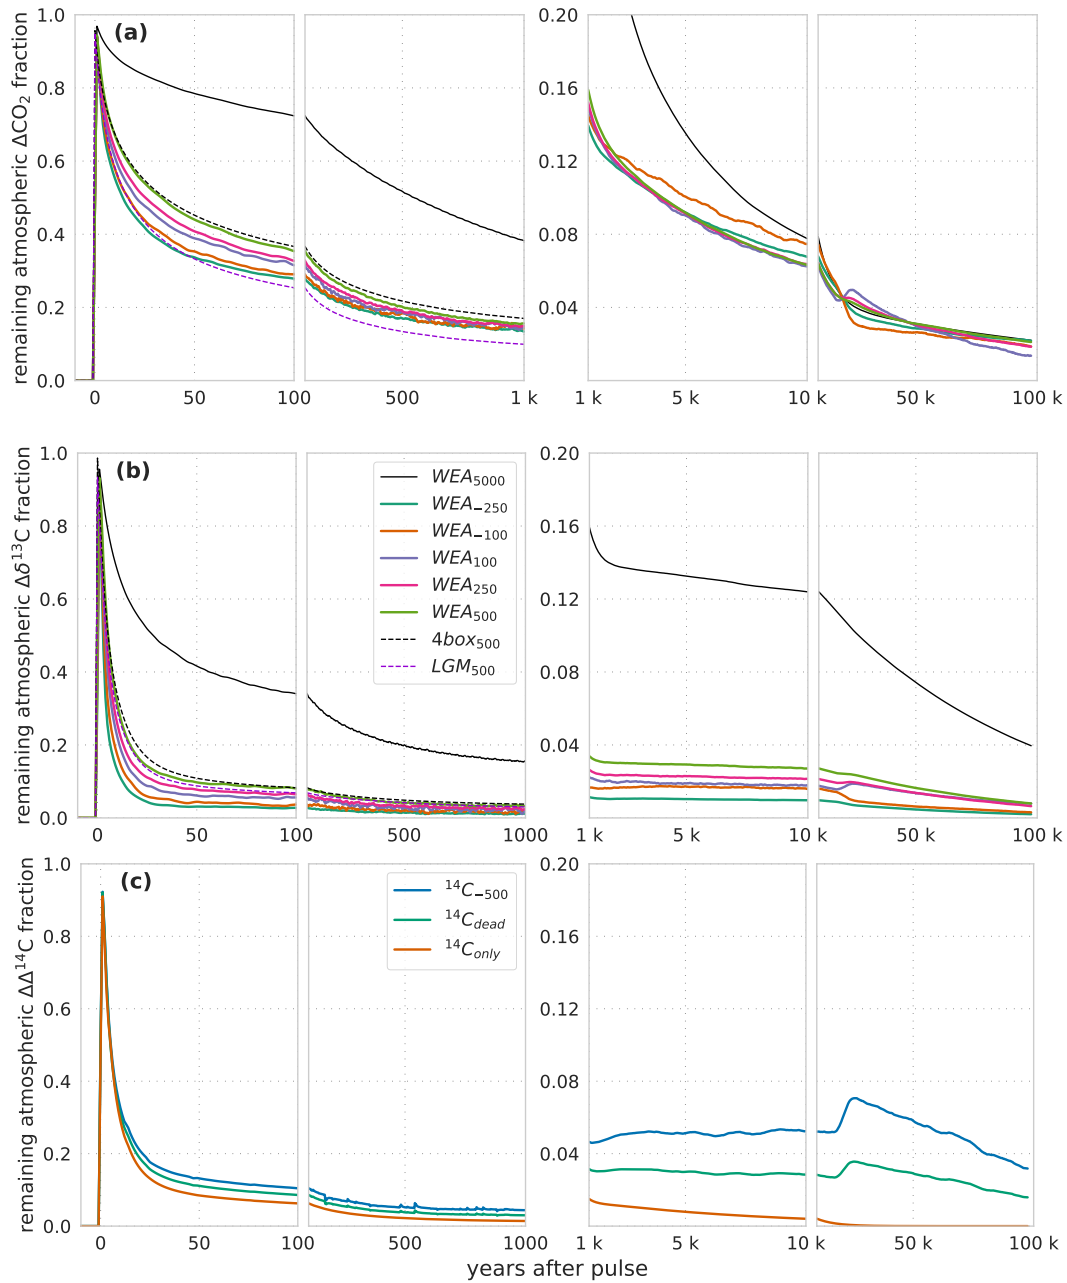 remaining atmospheric ΔCO₂ fraction
(a)
1.0
0.8
0.6
0.4
0.2
0.0
0
50
100
500
1 k
0.20
0.16
0.12
0.08
0.04
1 k
5 k
10 k
50 k
100 k
remaining atmospheric Δδ¹³C fraction
(b)
1.0
0.8
0.6
0.4
0.2
0.0
0
50
100
500
1000
WEA₅₀₀₀
WEA₋₂₅₀
WEA₋₁₀₀
WEA₁₀₀
WEA₂₅₀
WEA₅₀₀
4box₅₀₀
LGM₅₀₀
0.20
0.16
0.12
0.08
0.04
1 k
5 k
10 k
50 k
100 k
remaining atmospheric ΔΔ¹⁴C fraction
(c)
1.0
0.8
0.6
0.4
0.2
0.0
0
50
100
500
1000
¹⁴C₋₅₀₀
¹⁴C_dead
¹⁴C_only
0.20
0.16
0.12
0.08
0.04
1 k
5 k
10 k
50 k
100 k
years after pulse